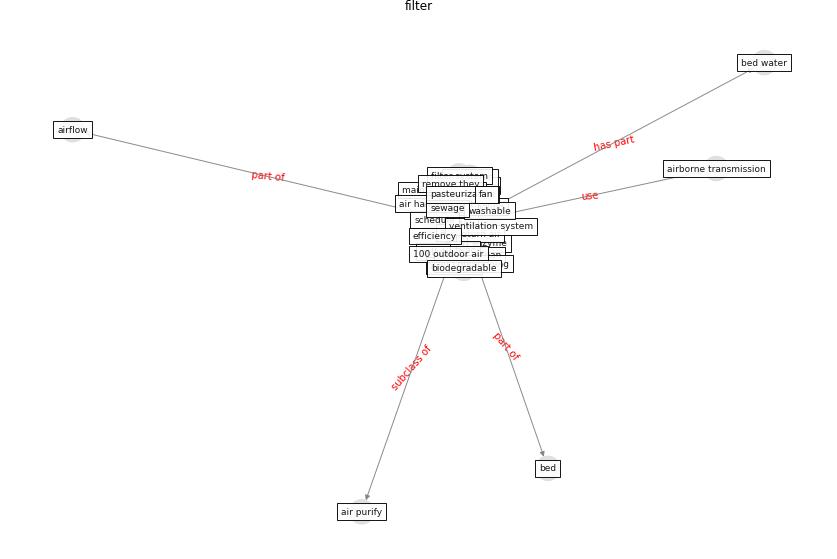 filter
bed water
airflow
has part
airborne transmission
part of
filter system
remove they
pasteuriza
fan
use
air ha
sewage
washable
schedu
ventilation system
efficiency
zyme
100 outdoor air
biodegradable
subclass of
part of
bed
air purify